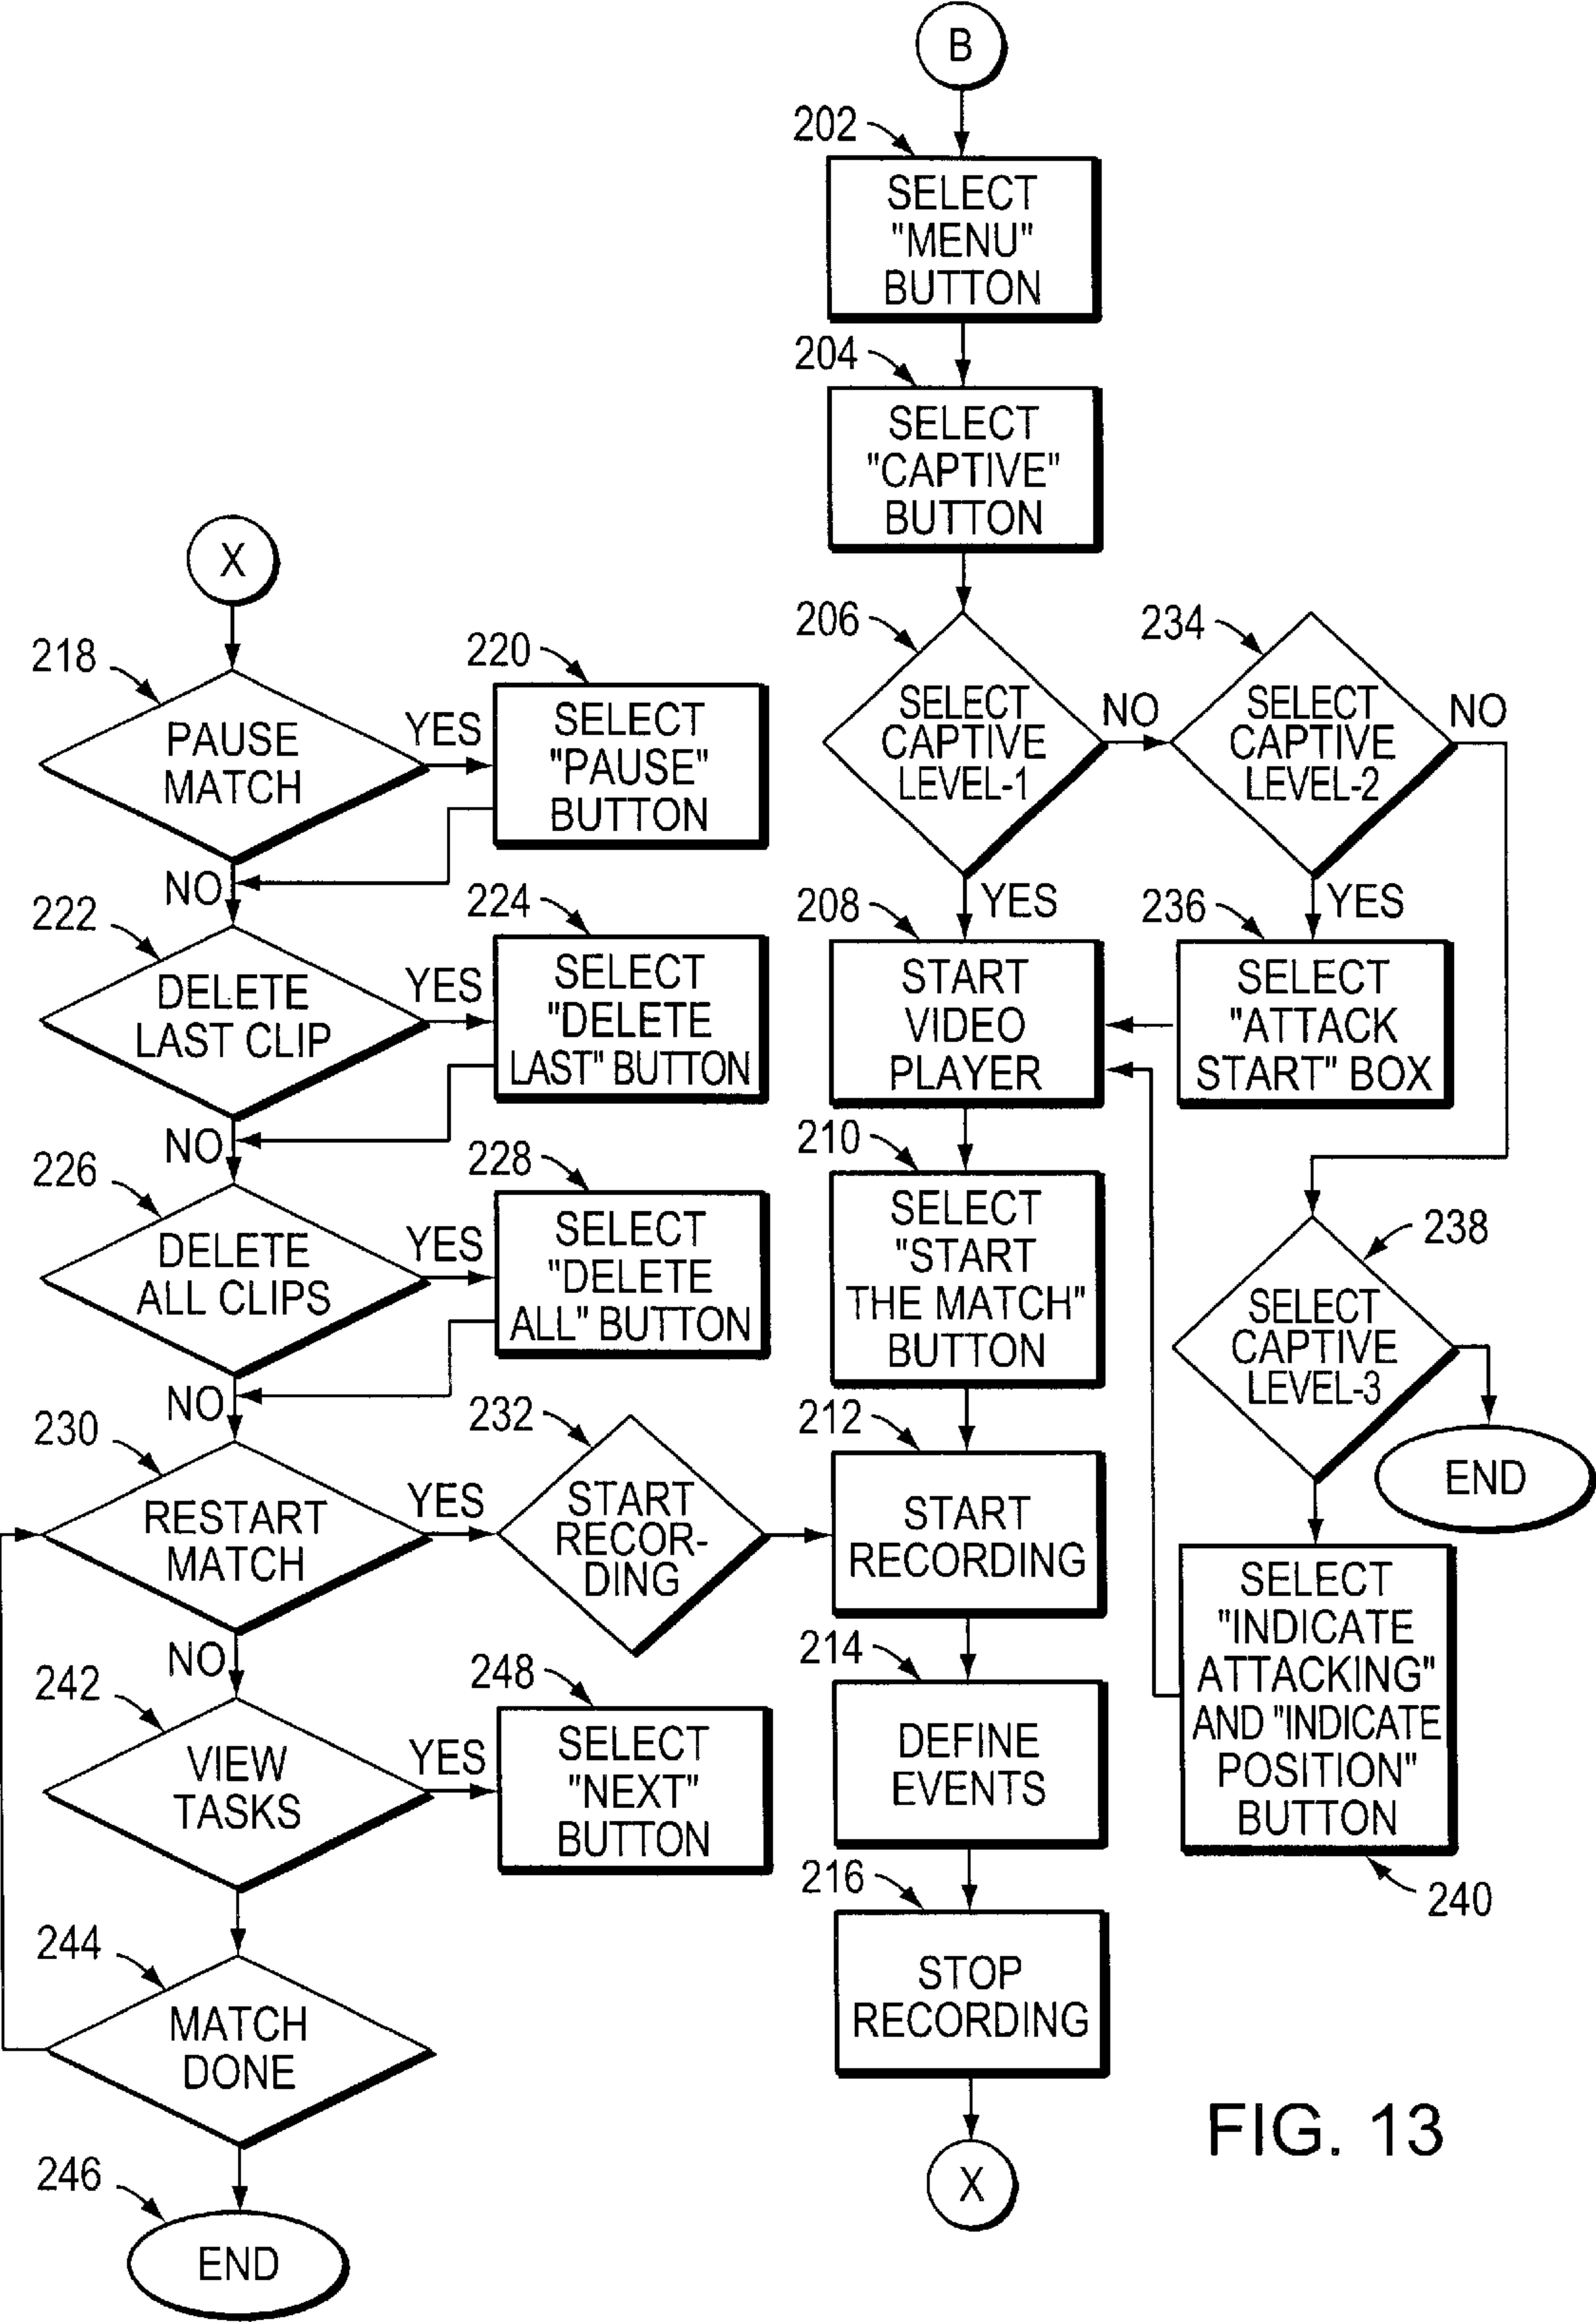 B
202
SELECT
"MENU"
BUTTON
204
SELECT
"CAPTIVE"
BUTTON
206
SELECT
CAPTIVE
LEVEL-1
NO
YES
234
SELECT
CAPTIVE
LEVEL-2
NO
YES
208
START
VIDEO
PLAYER
236
SELECT
"ATTACK
START" BOX
210
SELECT
"START
THE MATCH"
BUTTON
238
SELECT
CAPTIVE
LEVEL-3
END
212
START
RECORDING
214
DEFINE
EVENTS
SELECT
"INDICATE
ATTACKING"
AND "INDICATE
POSITION"
BUTTON
240
216
STOP
RECORDING
X
X
218
PAUSE
MATCH
YES
NO
220
SELECT
"PAUSE"
BUTTON
222
DELETE
LAST CLIP
YES
NO
224
SELECT
"DELETE
LAST" BUTTON
226
DELETE
ALL CLIPS
YES
NO
228
SELECT
"DELETE
ALL" BUTTON
230
RESTART
MATCH
YES
NO
232
START
RECOR-
DING
242
VIEW
TASKS
YES
248
SELECT
"NEXT"
BUTTON
244
MATCH
DONE
246
END
FIG. 13